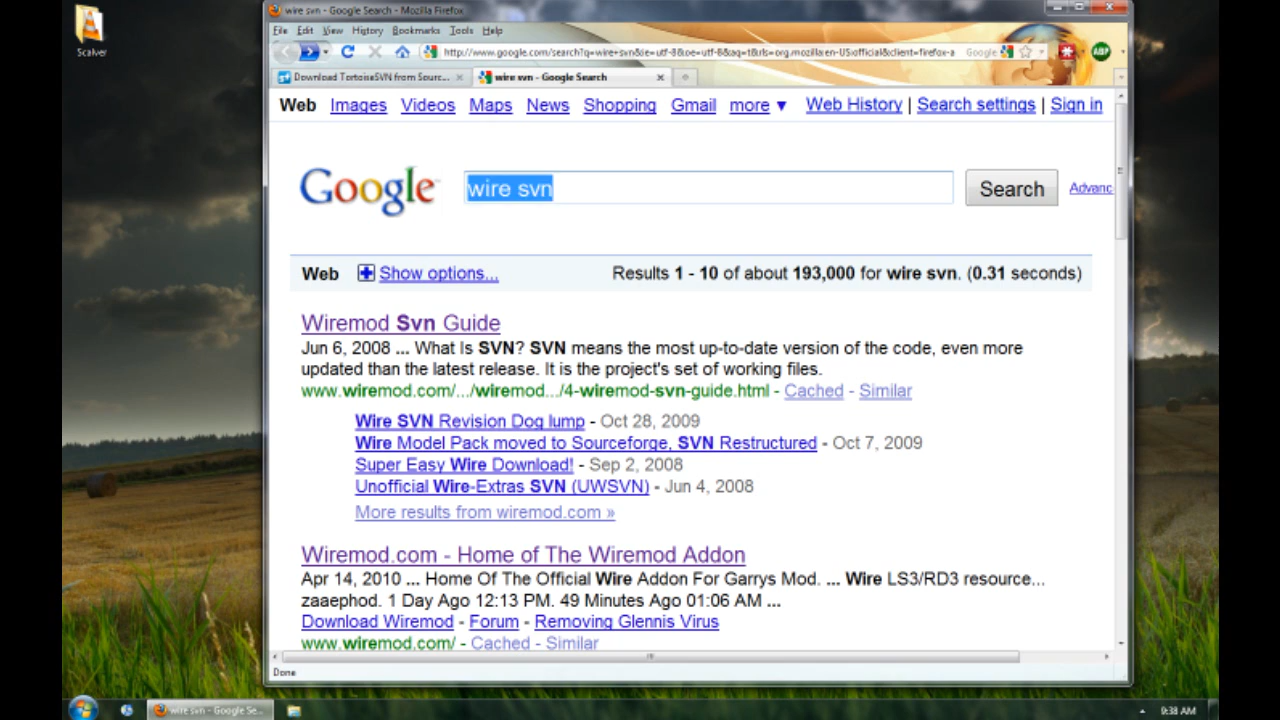 Scalver
wire svn - Google Search - Mozilla Firefox
File Edit View History Bookmarks Tools Help
Google
ABP
Download TortoiseSVN from Sourc...
wire svn - Google Search
Web Images Videos Maps News Shopping Gmail more ▼ Web History | Search settings | Sign in
Google wire svn Search Advanc
Web Show options... Results 1 - 10 of about 193,000 for wire svn. (0.31 seconds)
Wiremod Svn Guide
Jun 6, 2008 ... What Is SVN? SVN means the most up-to-date version of the code, even more
updated than the latest release. It is the project's set of working files.
www.wiremod.com/.../wiremod.../4-wiremod-svn-guide.html - Cached - Similar
Wire SVN Revision Dog lump - Oct 28, 2009
Wire Model Pack moved to Sourceforge, SVN Restructured - Oct 7, 2009
Super Easy Wire Download! - Sep 2, 2008
Unofficial Wire-Extras SVN (UWSVN) - Jun 4, 2008
More results from wiremod.com »
Wiremod.com - Home of The Wiremod Addon
Apr 14, 2010 ... Home Of The Official Wire Addon For Garrys Mod. ... Wire LS3/RD3 resource...
zaaephod. 1 Day Ago 12:13 PM. 49 Minutes Ago 01:06 AM ...
Download Wiremod - Forum - Removing Glennis Virus
www.wiremod.com/ - Cached - Similar
Done
wire svn - Google Se...
9:38 AM